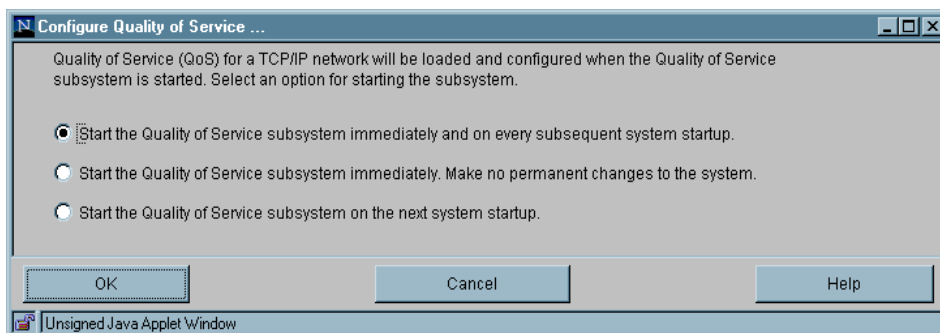 N Configure Quality of Service ...
Quality of Service (QoS) for a TCP/IP network will be loaded and configured when the Quality of Service
subsystem is started. Select an option for starting the subsystem.
Start the Quality of Service subsystem immediately and on every subsequent system startup.
Start the Quality of Service subsystem immediately. Make no permanent changes to the system.
Start the Quality of Service subsystem on the next system startup.
OK Cancel Help
Unsigned Java Applet Window